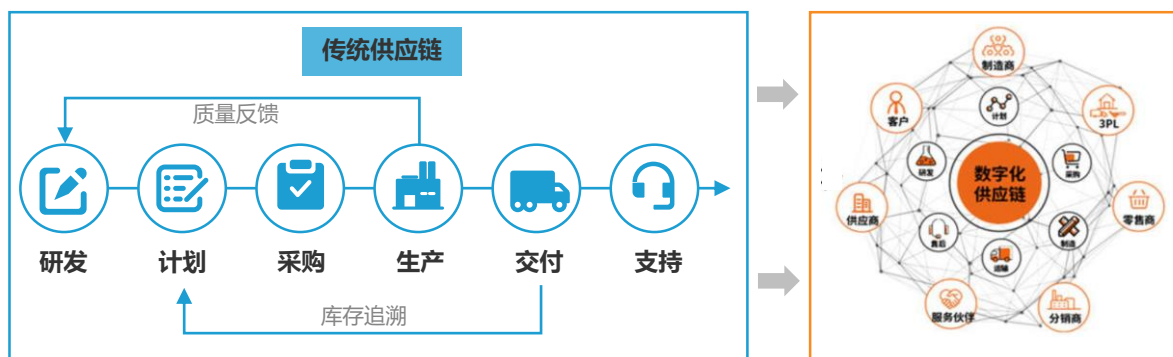 传统供应链
质量反馈
研发
计划
采购
生产
交付
支持
库存追溯
制造商
客户
计划
3PL
研发
采购
数字化
供应链
供应商
零售商
售后
制造
运输
服务伙伴
分销商